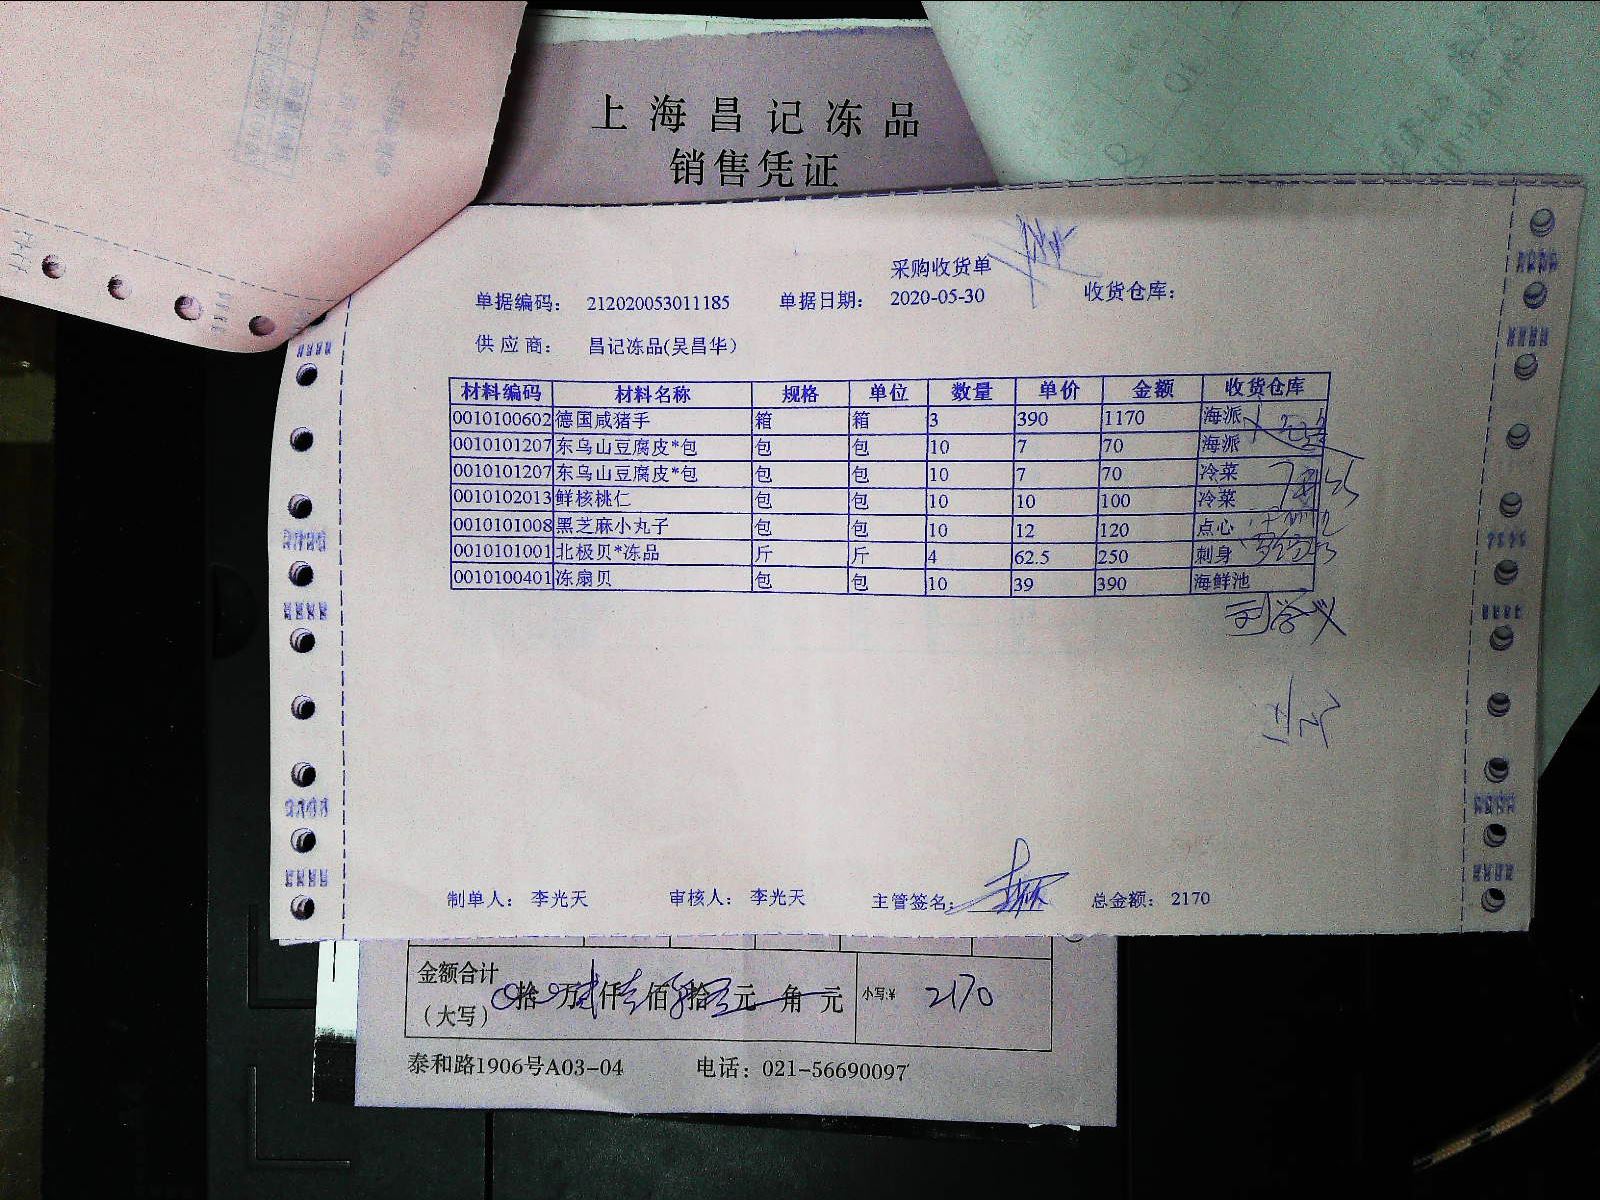 上海昌记冻品
销售凭证
采购收货单
单据编码： 212020053011185 单据日期： 2020-05-30 收货仓库：
供应商： 昌记冻品(吴昌华）
材料编码 材料名称 规格 单位 数量 单价 金额 收货仓库
0010100602 德国咸猪手 箱 箱 3 390 1170 海派
0010101207 东乌山豆腐皮*包 包 包 10 7 70 海派
0010101207 东乌山豆腐皮*包 包 包 10 7 70 冷菜
0010102013 鲜核桃仁 包 包 10 10 100 冷菜
0010101008 黑芝麻小丸子 包 包 10 12 120 点心
0010101001 北极贝*冻品 斤 斤 4 62.5 250 刺身
0010100401 冻扇贝 包 包 10 39 390 海鲜池
制单人： 李光天 审核人： 李光天 主管签名： 总金额： 2170
金额合计
（大写） 拾 万 仟 佰 拾 元 角 元 小写:¥ 2170
泰和路1906号A03-04 电话：021-56690097